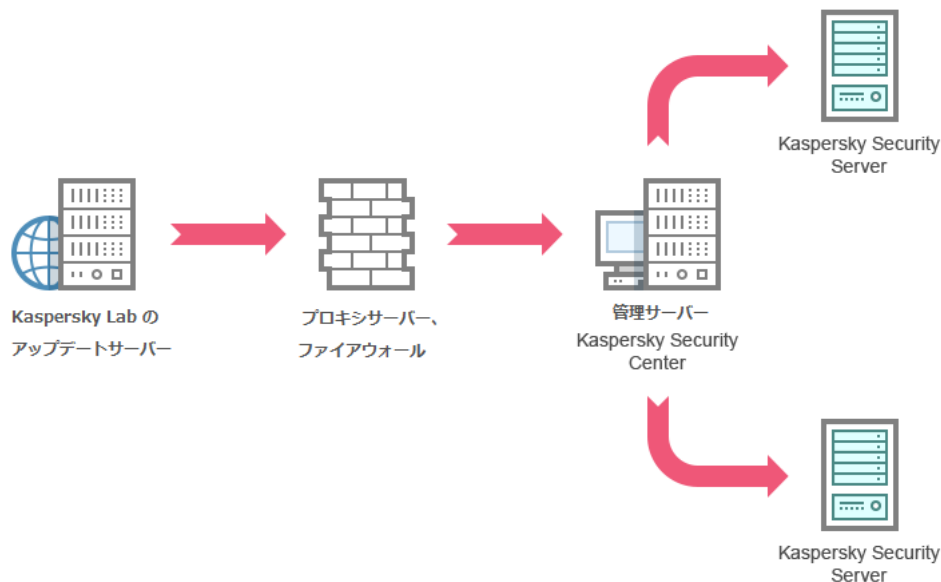 Kaspersky Security
Server
Kaspersky Lab の
アップデートサーバー
プロキシサーバー、
ファイアウォール
管理サーバー
Kaspersky Security
Center
Kaspersky Security
Server